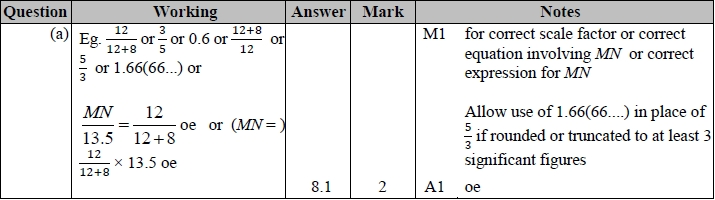 Question Working Answer Mark Notes
(a) Eg. 12/(12+8) or 3/5 or 0.6 or (12+8)/12 or
5/3 or 1.66(66...) or
MN/13.5 = 12/(12+8) oe or (MN= )
12/(12+8) × 13.5 oe
8.1 2
M1 for correct scale factor or correct
equation involving MN or correct
expression for MN
Allow use of 1.66(66....) in place of
5/3 if rounded or truncated to at least 3
significant figures
A1 oe